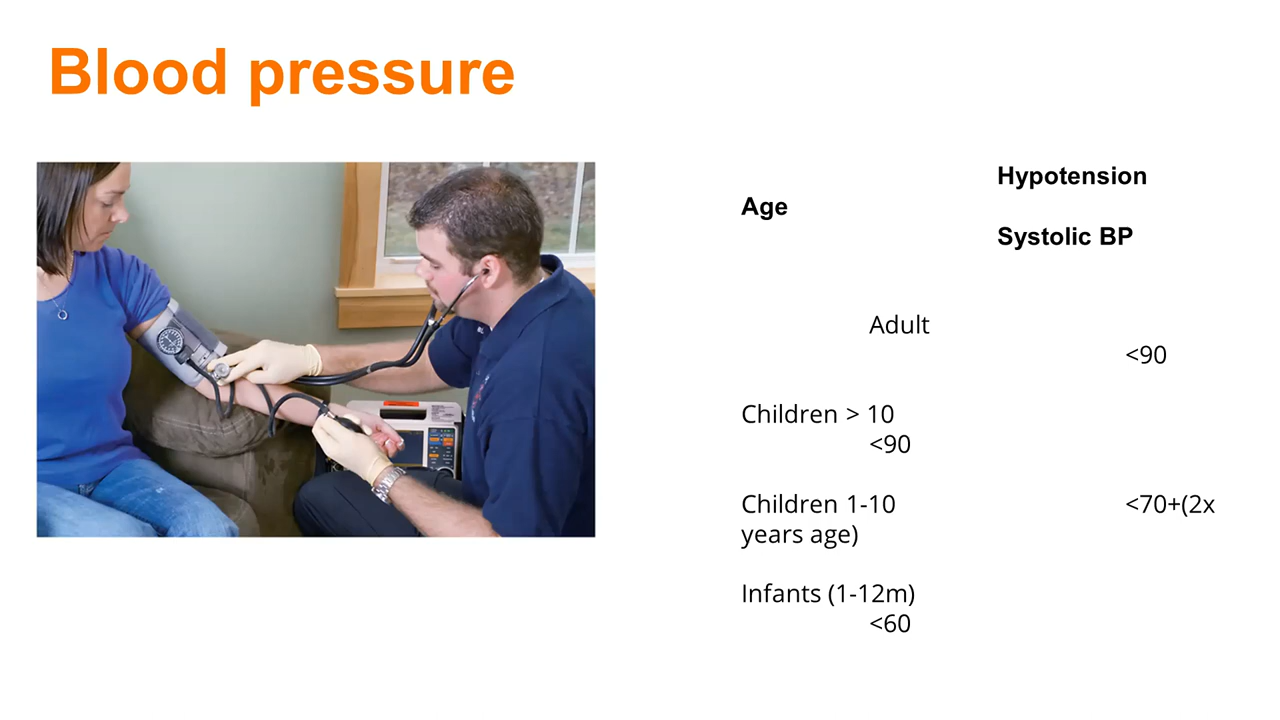 Blood pressure
Hypotension
Age
Systolic BP
Adult
<90
Children > 10
<90
Children 1-10 <70+(2x
years age)
Infants (1-12m)
<60